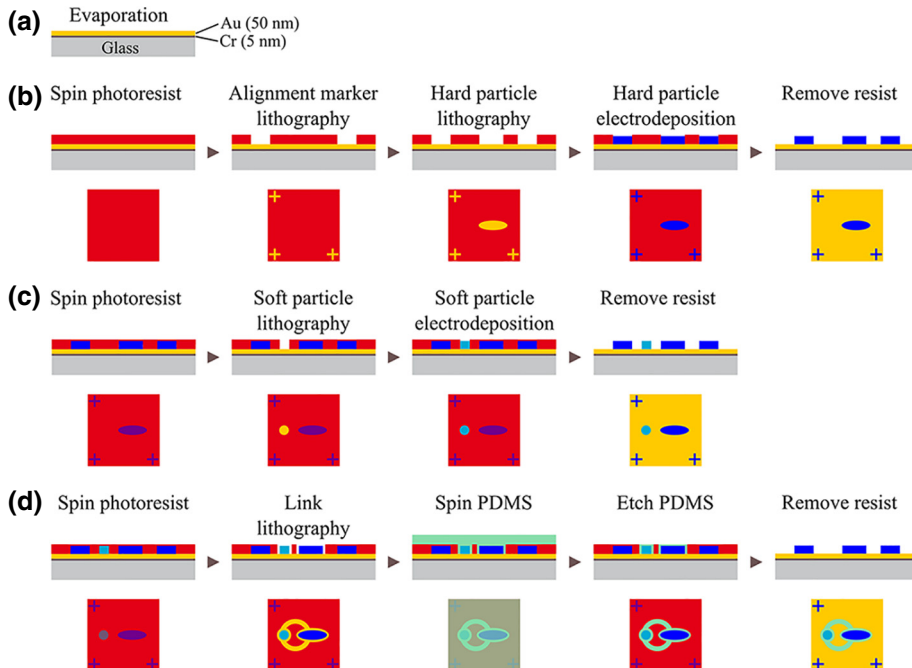 (a)
Evaporation
Au (50 nm)
Cr (5 nm)
Glass
(b)
Spin photoresist
Alignment marker
lithography
Hard particle
lithography
Hard particle
electrodeposition
Remove resist
(c)
Spin photoresist
Soft particle
lithography
Soft particle
electrodeposition
Remove resist
(d)
Spin photoresist
Link
lithography
Spin PDMS
Etch PDMS
Remove resist